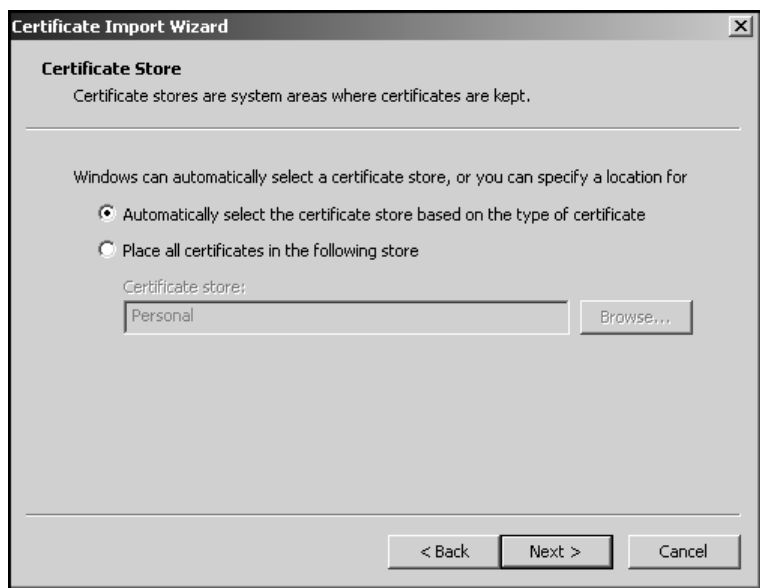 Certificate Import Wizard
Certificate Store
Certificate stores are system areas where certificates are kept.
Windows can automatically select a certificate store, or you can specify a location for
Automatically select the certificate store based on the type of certificate
Place all certificates in the following store
Certificate store:
Personal
Browse...
< Back
Next >
Cancel